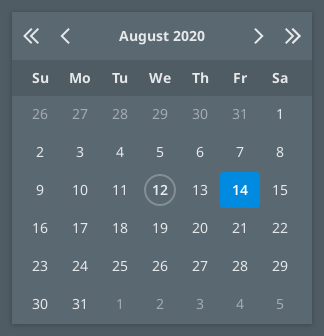 August 2020
Su Mo Tu We Th Fr Sa
26 27 28 29 30 31 1
2 3 4 5 6 7 8
9 10 11 12 13 14 15
16 17 18 19 20 21 22
23 24 25 26 27 28 29
30 31 1 2 3 4 5